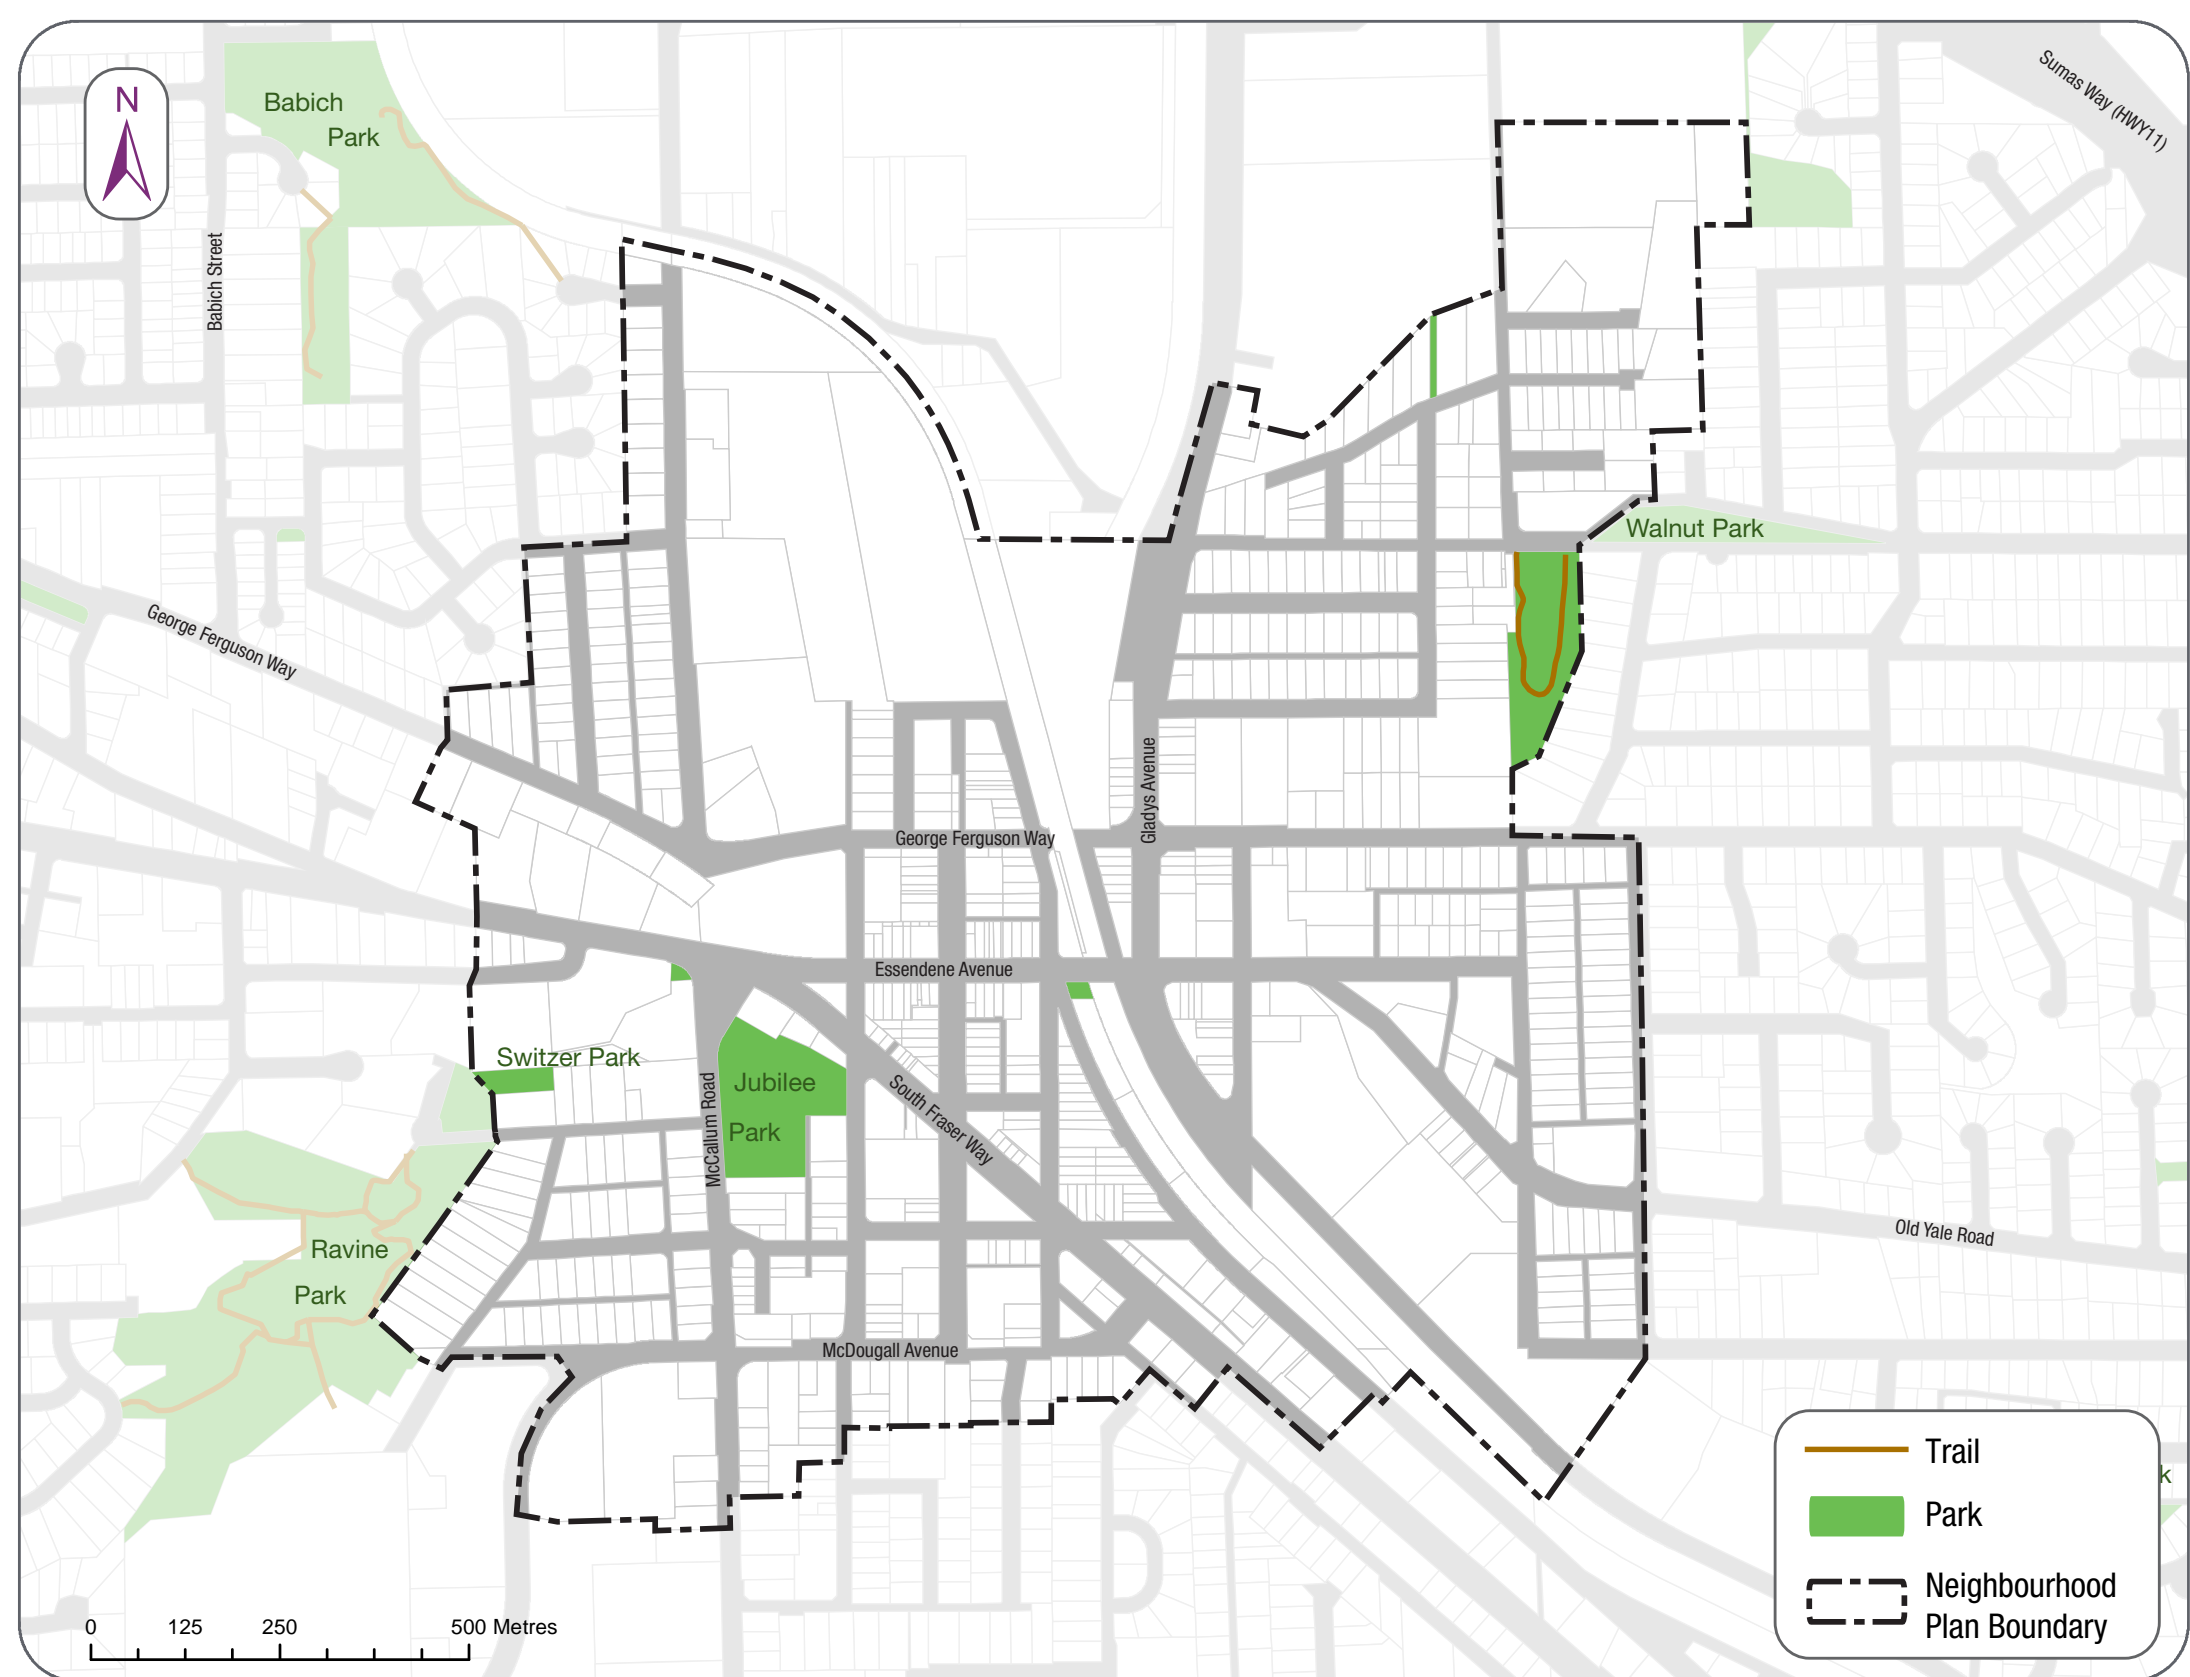 N
Babich
Park
Sumas Way (HWY11)
Babich Street
Walnut Park
George Ferguson Way
Gladys Avenue
George Ferguson Way
Essendene Avenue
Switzer Park
Jubilee
Park
McCallum Road
South Fraser Way
Ravine
Park
Old Yale Road
McDougall Avenue
Trail
k
Park
Neighbourhood
Plan Boundary
0 125 250 500 Metres